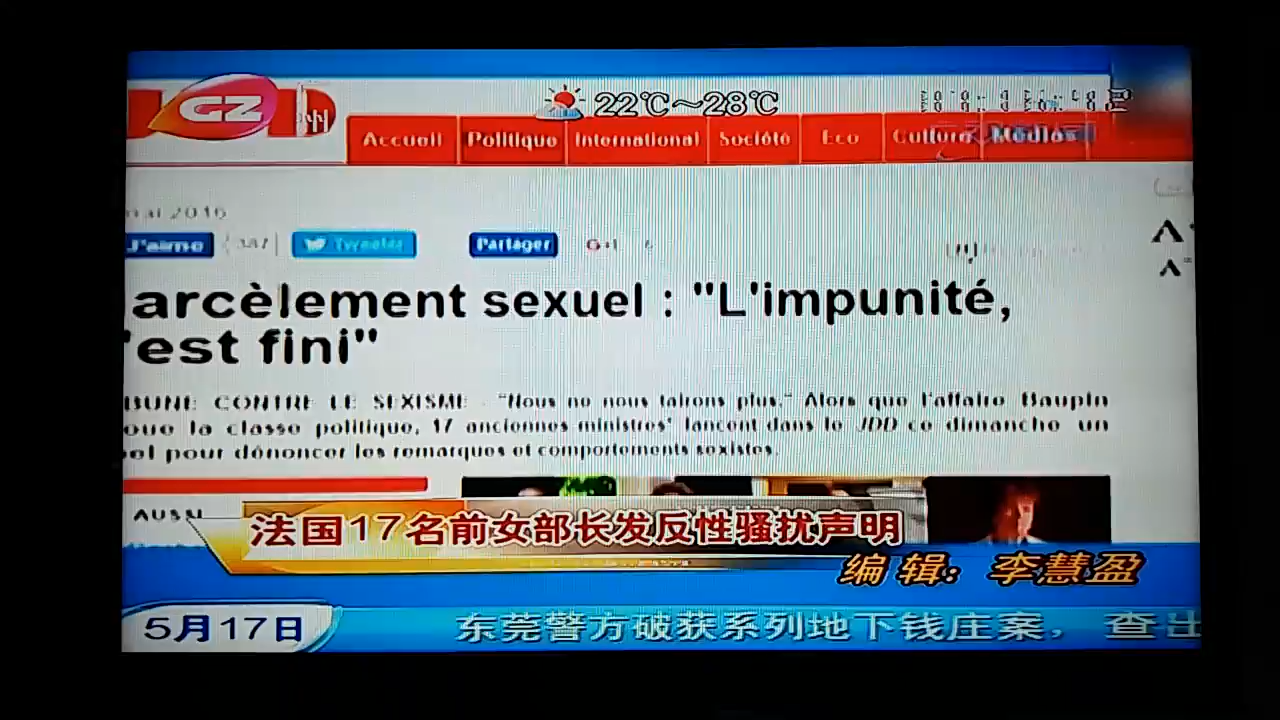 GZ
22℃～28℃
Accueil Politique International Société Eco Culture Médias
mai 2016
J'aime 387 Tweeter Partager G+1 6
arcèlement sexuel : "L'impunité,
'est fini"
BUNE CONTRE LE SEXISME - "Nous ne nous tairons plus." Alors que l'affaire Baupin
oue la classe politique, 17 anciennes ministres* lancent dans le JDD ce dimanche un
el pour dénoncer les remarques et comportements sexistes.
AUSSI
法国17名前女部长发反性骚扰声明
编辑：李慧盈
5月17日 东莞警方破获系列地下钱庄案，查出